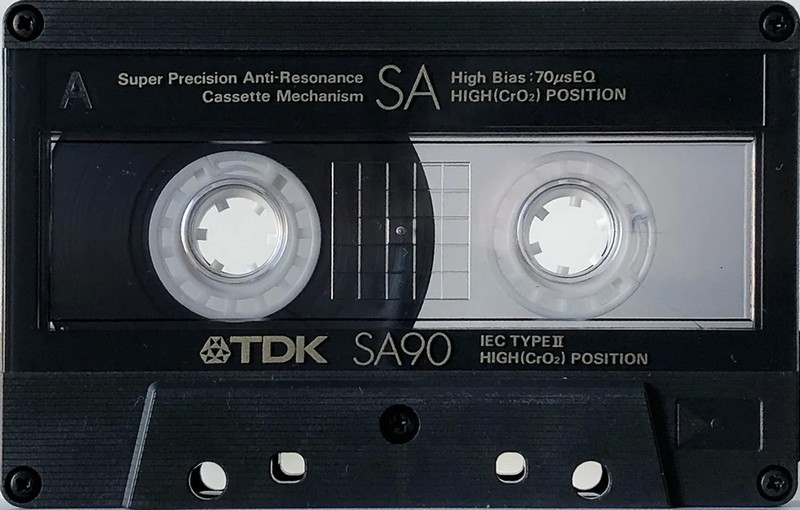 A
Super Precision Anti-Resonance
Cassette Mechanism
SA
High Bias:70μsEQ
HIGH(CrO₂) POSITION
TDK
SA90
IEC TYPE II
HIGH(CrO₂) POSITION